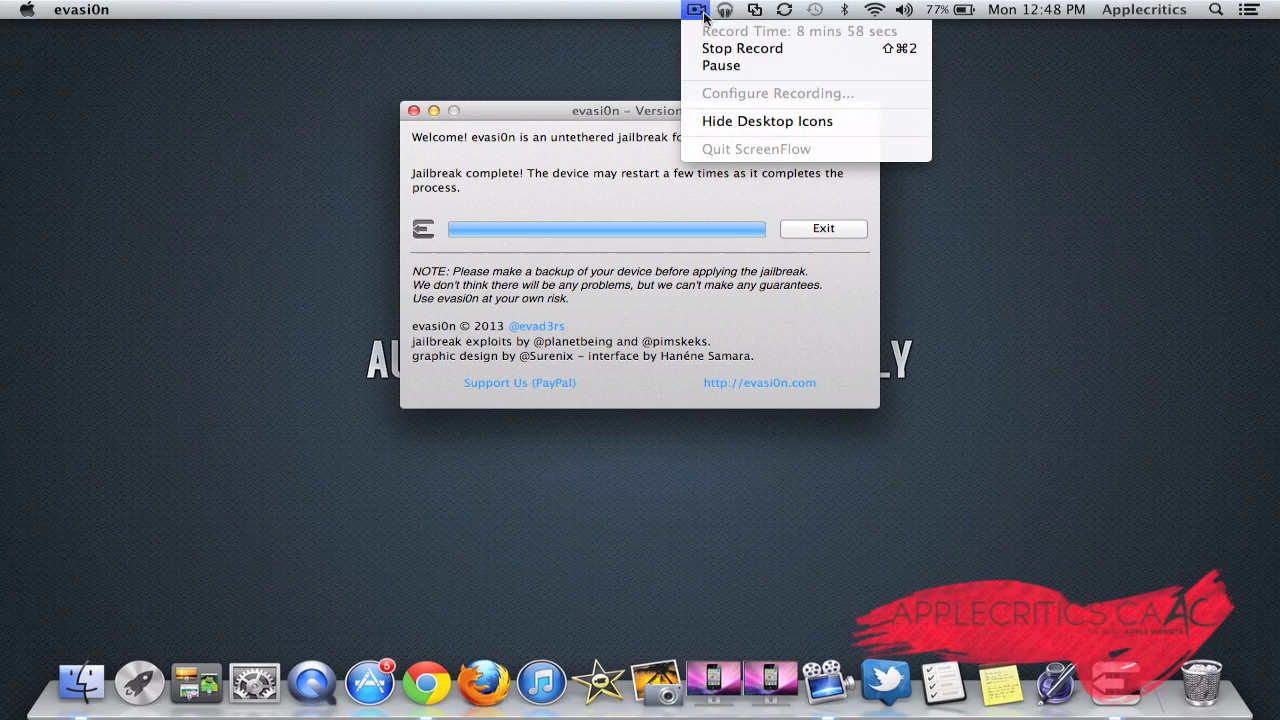 evasi0n
77%
Mon 12:48 PM
Applecritics
Record Time: 8 mins 58 secs
Stop Record ⇧⌘2
Pause
Configure Recording...
Hide Desktop Icons
Quit ScreenFlow
evasi0n – Version
Welcome! evasi0n is an untethered jailbreak
Jailbreak complete! The device may restart a few times as it completes the
process.
Exit
NOTE: Please make a backup of your device before applying the jailbreak.
We don't think there will be any problems, but we can't make any guarantees.
Use evasi0n at your own risk.
evasi0n © 2013 @evad3rs
jailbreak exploits by @planetbeing and @pimskeks.
graphic design by @Surenix – interface by Hanéne Samara.
Support Us (PayPal) http://evasi0n.com
AU
LY
APPLECRITICS.CA AC
5